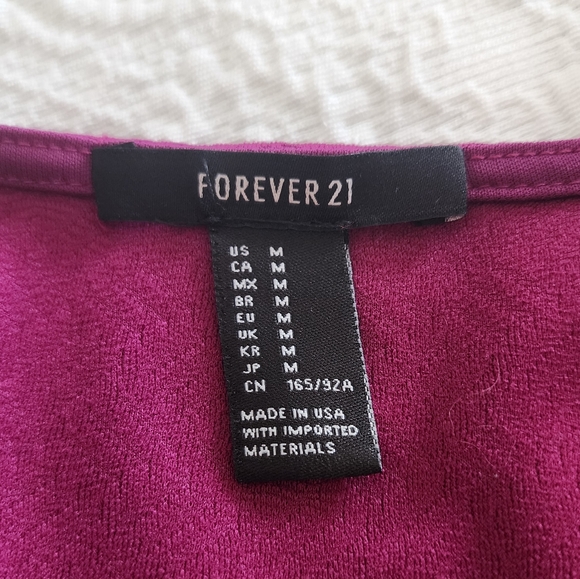 FOREVER 21
US M
CA M
MX M
BR M
EU M
UK M
KR M
JP M
CN 165/92A
MADE IN USA
WITH IMPORTED
MATERIALS